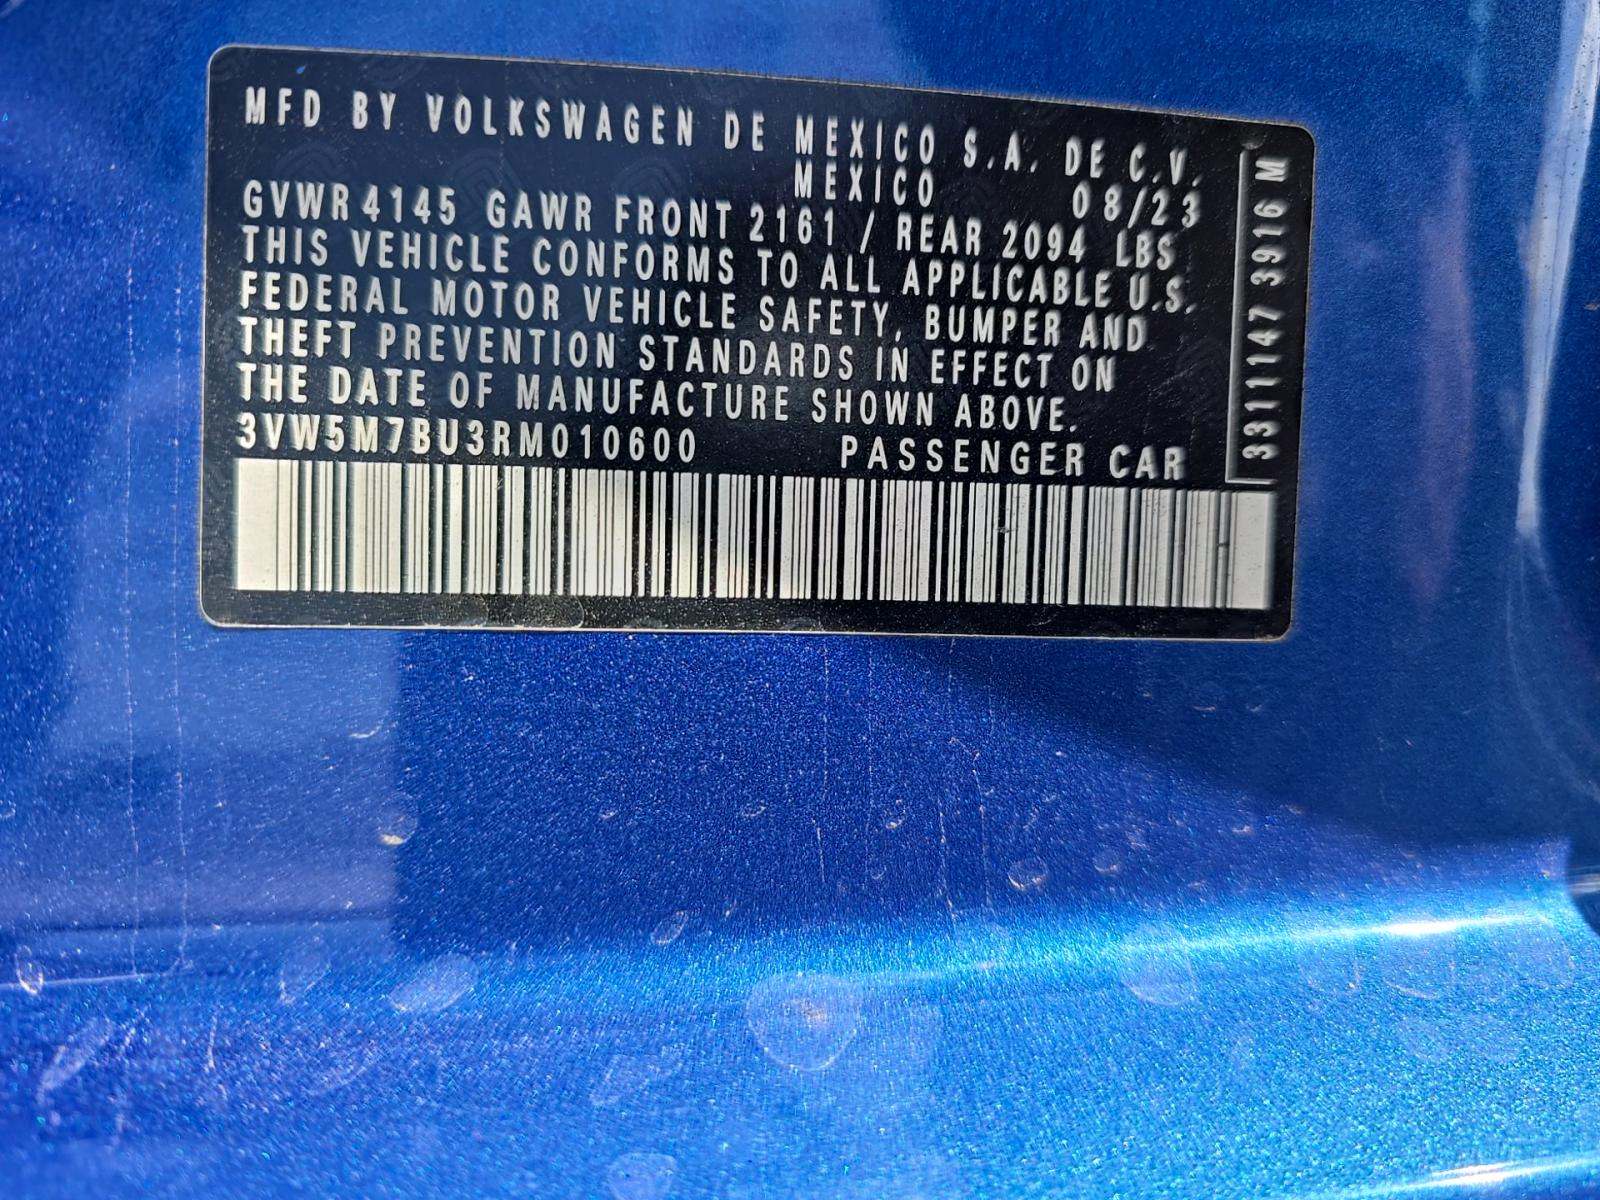 MFD BY VOLKSWAGEN DE MEXICO S.A. DE C.V.
MEXICO 08/23
GVWR 4145 GAWR FRONT 2161 / REAR 2094 LBS
THIS VEHICLE CONFORMS TO ALL APPLICABLE U.S.
FEDERAL MOTOR VEHICLE SAFETY, BUMPER AND
THEFT PREVENTION STANDARDS IN EFFECT ON
THE DATE OF MANUFACTURE SHOWN ABOVE.
3VW5M7BU3RM010600 PASSENGER CAR
3311147 3916 M